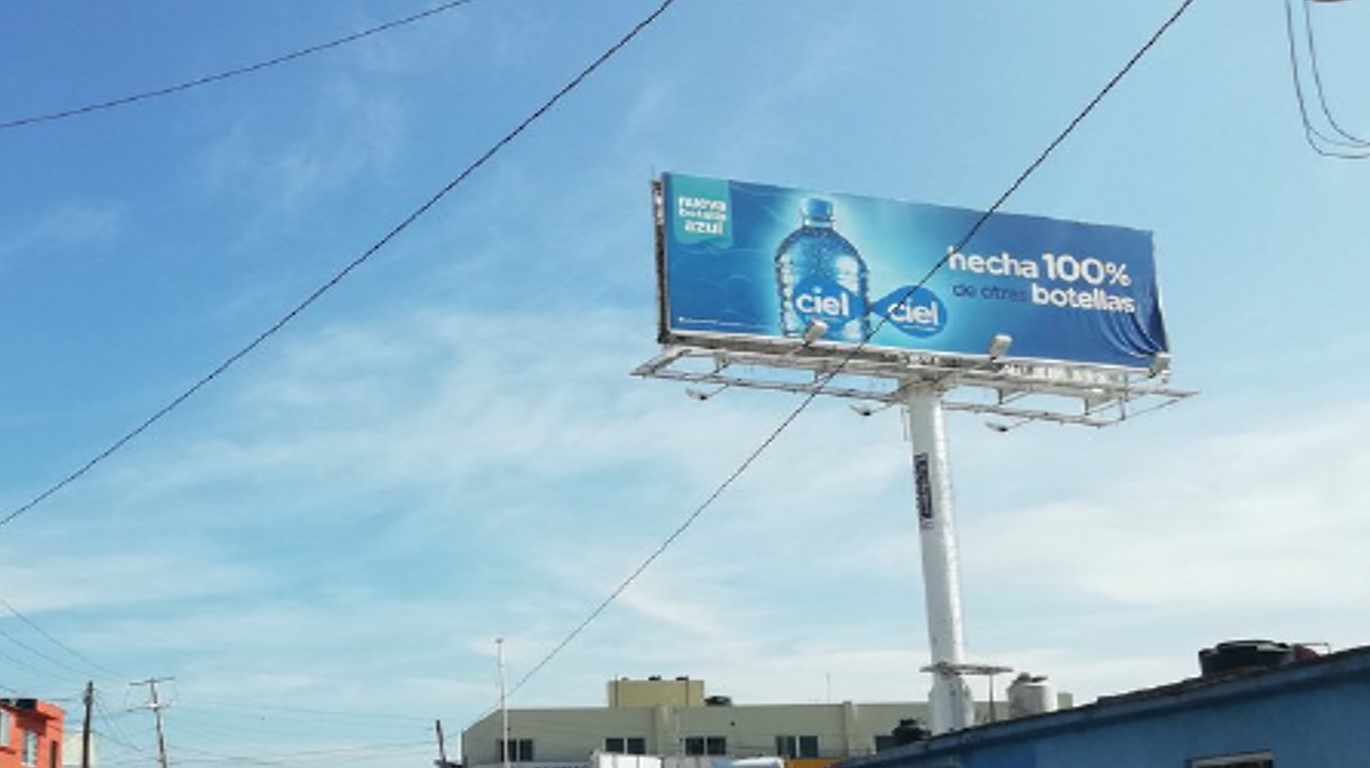 nueva
botella
azul
ciel
ciel
hecha 100%
de otras botellas